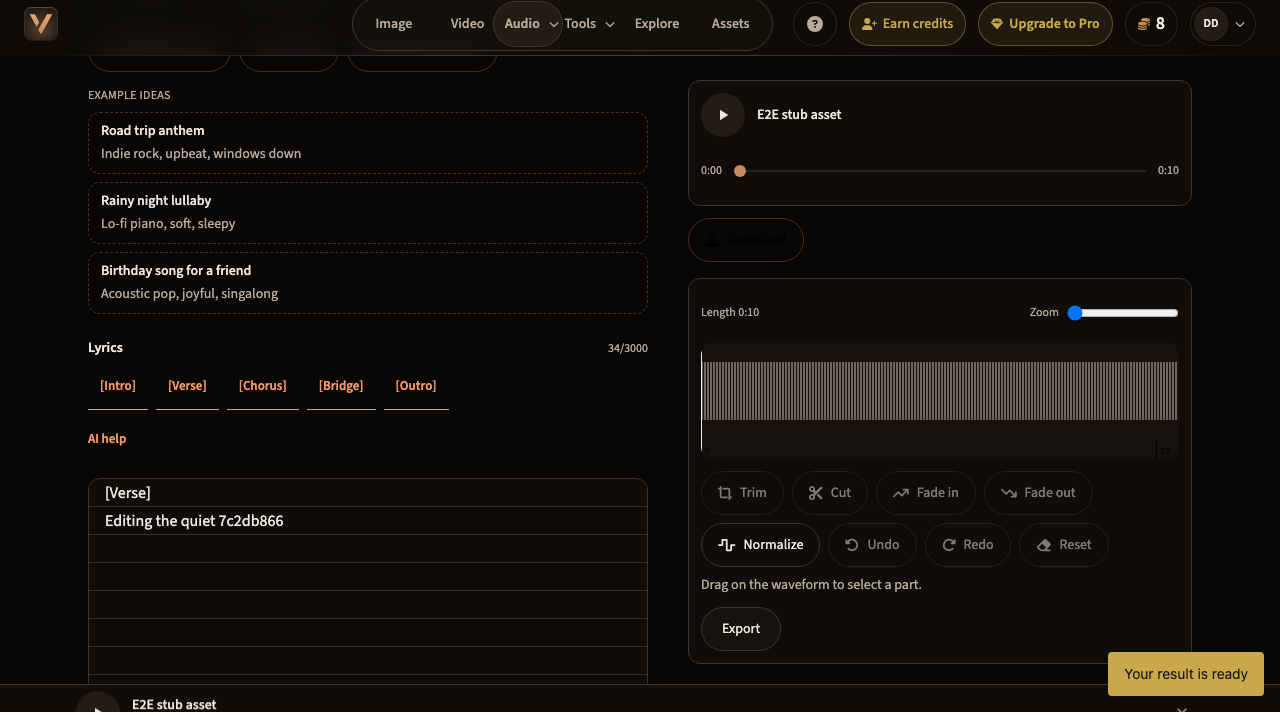 Image Video Audio Tools Explore Assets ? Earn credits Upgrade to Pro 8 DD
EXAMPLE IDEAS
Road trip anthem
Indie rock, upbeat, windows down
Rainy night lullaby
Lo-fi piano, soft, sleepy
Birthday song for a friend
Acoustic pop, joyful, singalong
Lyrics 34/3000
[Intro] [Verse] [Chorus] [Bridge] [Outro]
AI help
[Verse]
Editing the quiet 7c2db866
E2E stub asset
0:00 0:10
Download
Length 0:10 Zoom
0 10
Trim Cut Fade in Fade out
Normalize Undo Redo Reset
Drag on the waveform to select a part.
Export
Your result is ready
E2E stub asset